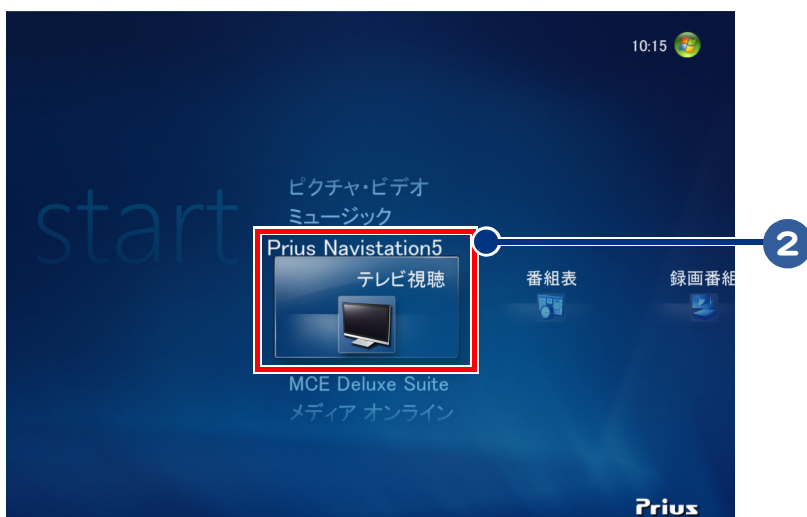 10:15
start
ピクチャ・ビデオ
ミュージック
Prius Navistation5
2
テレビ視聴
番組表
録画番組
MCE Deluxe Suite
メディア オンライン
Prius